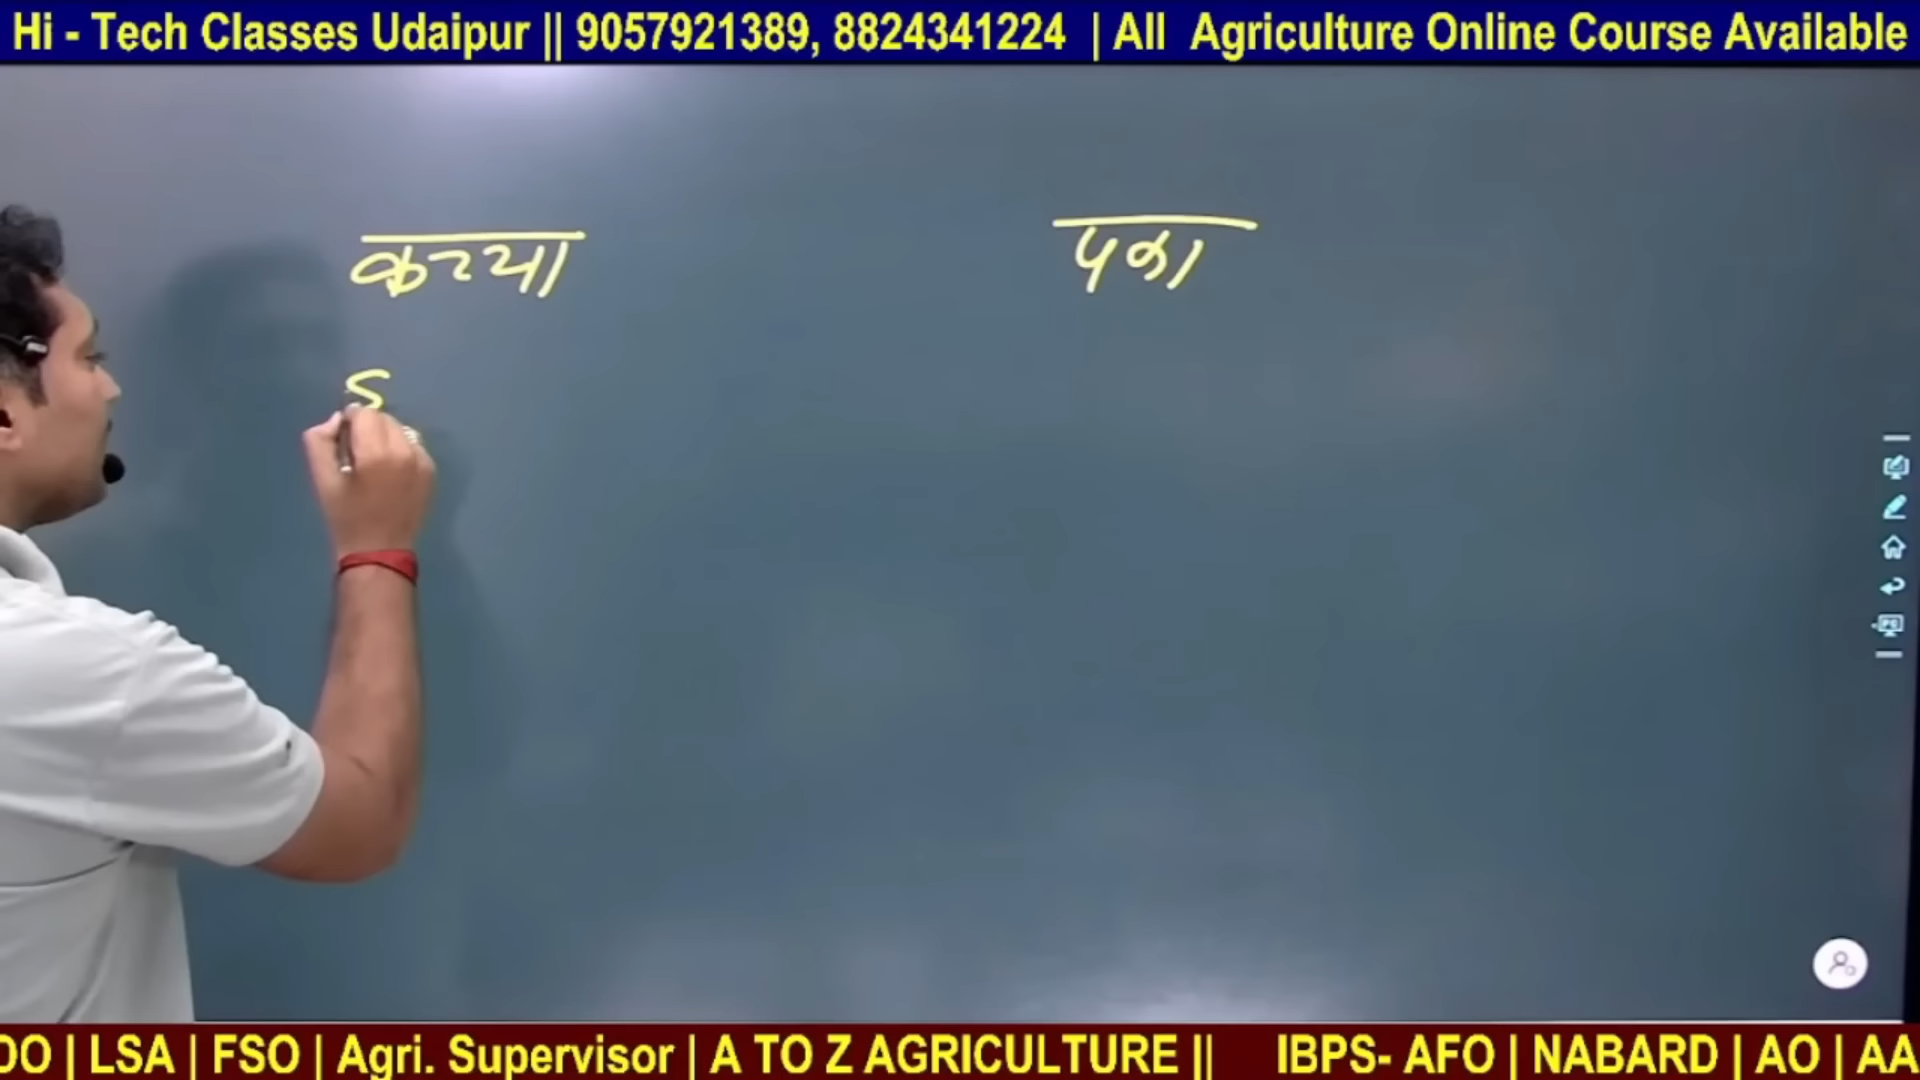 Hi - Tech Classes Udaipur || 9057921389, 8824341224 | All Agriculture Online Course Available
कच्चा
पका
S
DO | LSA | FSO | Agri. Supervisor | A TO Z AGRICULTURE || IBPS- AFO | NABARD | AO | AA